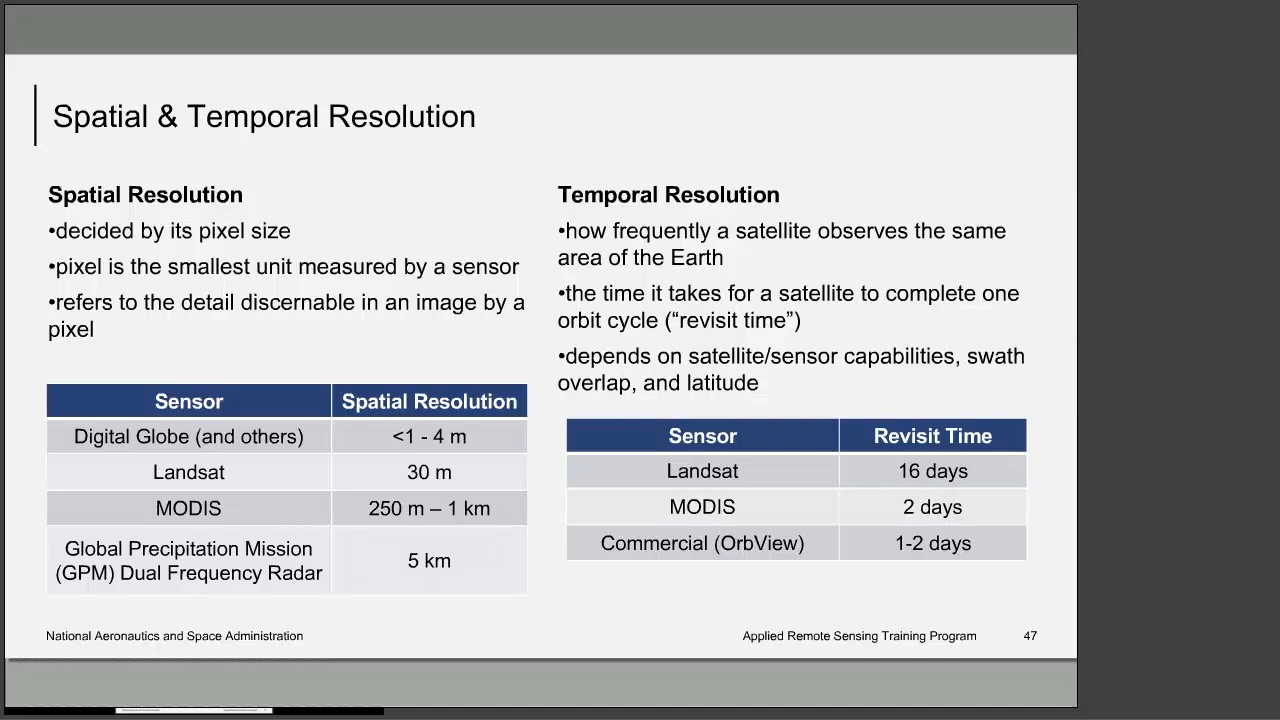 Spatial & Temporal Resolution
Spatial Resolution
•decided by its pixel size
•pixel is the smallest unit measured by a sensor
•refers to the detail discernable in an image by a
pixel
Sensor Spatial Resolution
Digital Globe (and others) <1 - 4 m
Landsat 30 m
MODIS 250 m – 1 km
Global Precipitation Mission
(GPM) Dual Frequency Radar 5 km
Temporal Resolution
•how frequently a satellite observes the same
area of the Earth
•the time it takes for a satellite to complete one
orbit cycle (“revisit time”)
•depends on satellite/sensor capabilities, swath
overlap, and latitude
Sensor Revisit Time
Landsat 16 days
MODIS 2 days
Commercial (OrbView) 1-2 days
National Aeronautics and Space Administration
Applied Remote Sensing Training Program 47